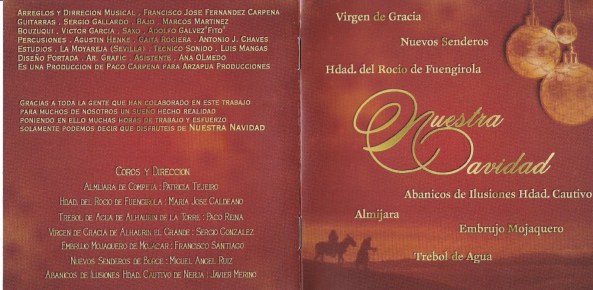 Arreglos y Dirrecion Musical . Francisco Jose Fernandez Carpena
Guitarras . Sergio Gallardo . Bajo . Marcos Martinez
Bouzuqui . Victor Garcia . Saxo . Adolfo Galvez"Fito"
Percusiones . Agustin Henke . Gaita Rociera . Antonio J. Chaves
Estudios . La Moyareja (Sevilla) . Tecnico Sonido . Luis Mangas
Diseño Portada . Ar. Grafic . Asistente . Ana Olmedo
Es una Produccion de Paco Carpena para Arzapua Producciones
Gracias a toda la gente que han colaborado en este trabajo
para muchos de nosotros un sueño hecho realidad
poniendo en ello muchas horas de trabajo y esfuerzo
solamente podemos decir que disfruteis de Nuestra Navidad
Coros y Direccion
Almijara de Competa : Patricia Tejeiro
Hdad. del Rocio de Fuengirola : Maria Jose Galdeano
Trebol de Agua de Alhaurin de la Torre : Paco Reina
Virgen de Gracia de Alhaurin el Grande : Sergio Gonzalez
Embrujo Mojaquero de Mojacar : Francisco Santiago
Nuevos Senderos de Burge : Miguel Angel Ruiz
Abanicos de Ilusiones Hdad. Cautivo de Nerja : Javier Merino
Virgen de Gracia
Nuevos Senderos
Hdad. del Rocio de Fuengirola
Nuestra
Navidad
Abanicos de Ilusiones Hdad. Cautivo
Almijara
Embrujo Mojaquero
Trebol de Agua